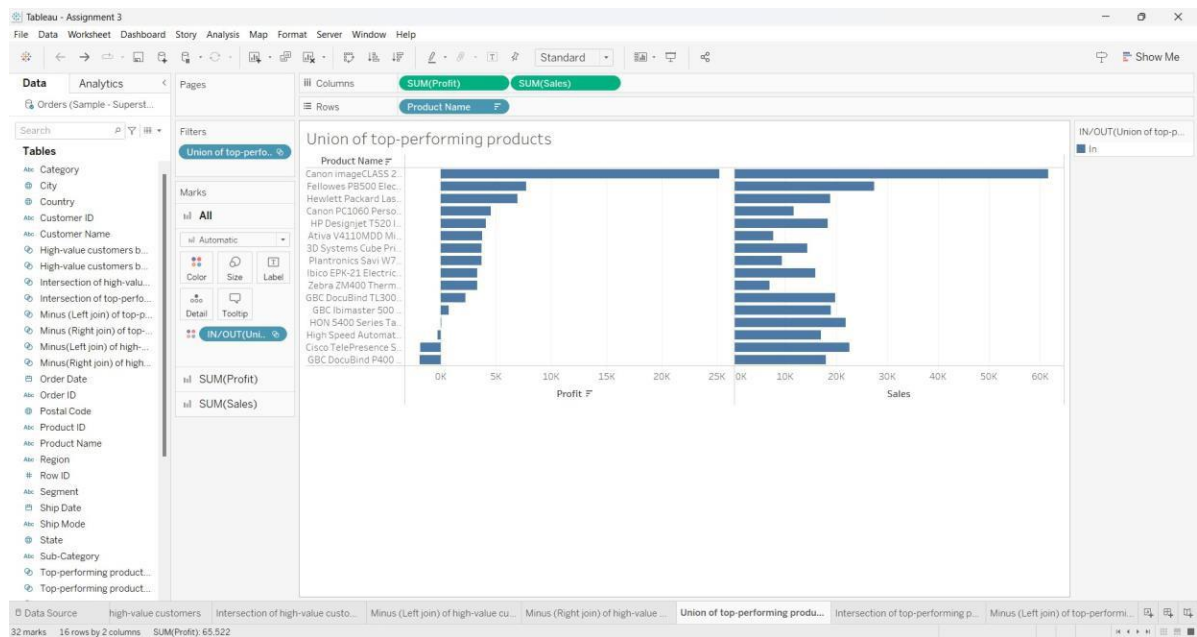 Tableau - Assignment 3
File Data Worksheet Dashboard Story Analysis Map Format Server Window Help
Standard
Show Me
Data Analytics
Pages
Columns SUM(Profit) SUM(Sales)
Orders (Sample - Superst...
Rows Product Name
Search
Filters
Union of top-perfo..
Tables
Abc Category
City
Country
Abc Customer ID
Abc Customer Name
High-value customers b...
High-value customers b...
Intersection of high-valu...
Intersection of top-perfo...
Minus (Left join) of top-p...
Minus (Right join) of top-...
Minus(Left join) of high-...
Minus(Right join) of high...
Order Date
Abc Order ID
Postal Code
Abc Product ID
Abc Product Name
Abc Region
# Row ID
Abc Segment
Ship Date
Abc Ship Mode
State
Abc Sub-Category
Top-performing product...
Top-performing product...
Marks
All
Automatic
Color Size Label
Detail Tooltip
IN/OUT(Uni..
SUM(Profit)
SUM(Sales)
Union of top-performing products
Product Name
Canon imageCLASS 2..
Fellowes PB500 Elec..
Hewlett Packard Las..
Canon PC1060 Perso..
HP Designjet T520 I..
Ativa V4110MDD Mi..
3D Systems Cube Pri..
Plantronics Savi W7..
Ibico EPK-21 Electric..
Zebra ZM400 Therm..
GBC DocuBind TL300..
GBC Ibimaster 500 ..
HON 5400 Series Ta..
High Speed Automat..
Cisco TelePresence S..
GBC DocuBind P400 ..
0K 5K 10K 15K 20K 25K 0K 10K 20K 30K 40K 50K 60K
Profit Sales
IN/OUT(Union of top-p...
In
Data Source high-value customers Intersection of high-value custo... Minus (Left join) of high-value cu... Minus (Right join) of high-value ... Union of top-performing produ... Intersection of top-performing p... Minus (Left join) of top-performi...
32 marks 16 rows by 2 columns SUM(Profit): 65.522